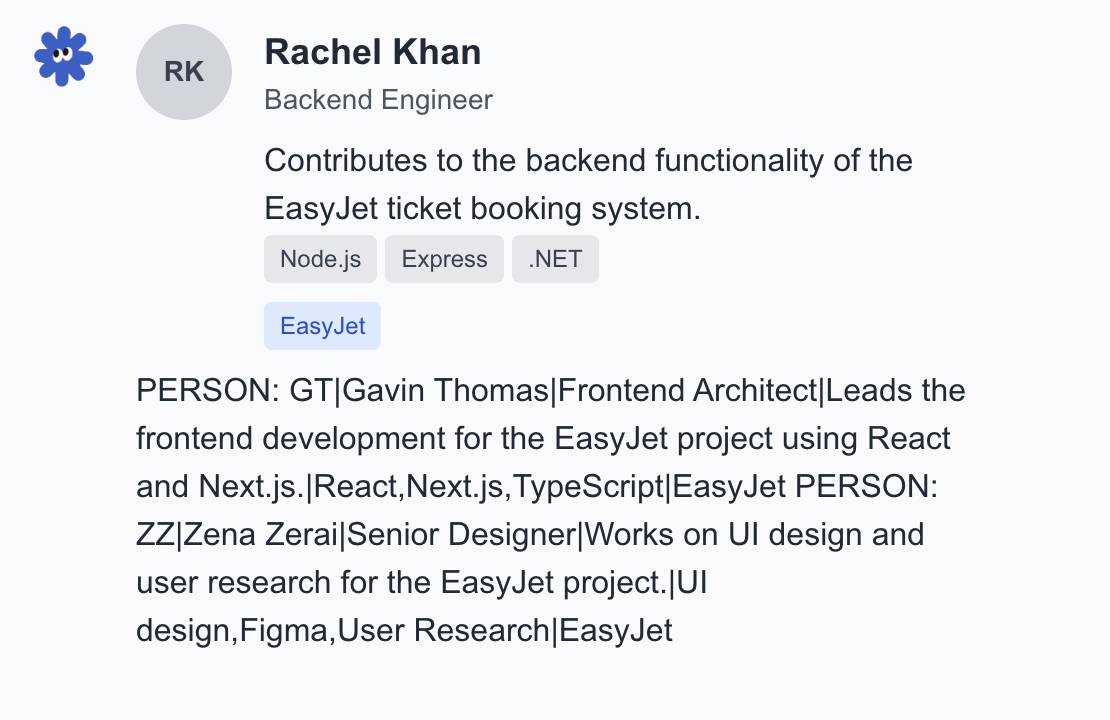 RK
Rachel Khan
Backend Engineer
Contributes to the backend functionality of the
EasyJet ticket booking system.
Node.js Express .NET
EasyJet
PERSON: GT|Gavin Thomas|Frontend Architect|Leads the
frontend development for the EasyJet project using React
and Next.js.|React,Next.js,TypeScript|EasyJet PERSON:
ZZ|Zena Zerai|Senior Designer|Works on UI design and
user research for the EasyJet project.|UI
design,Figma,User Research|EasyJet